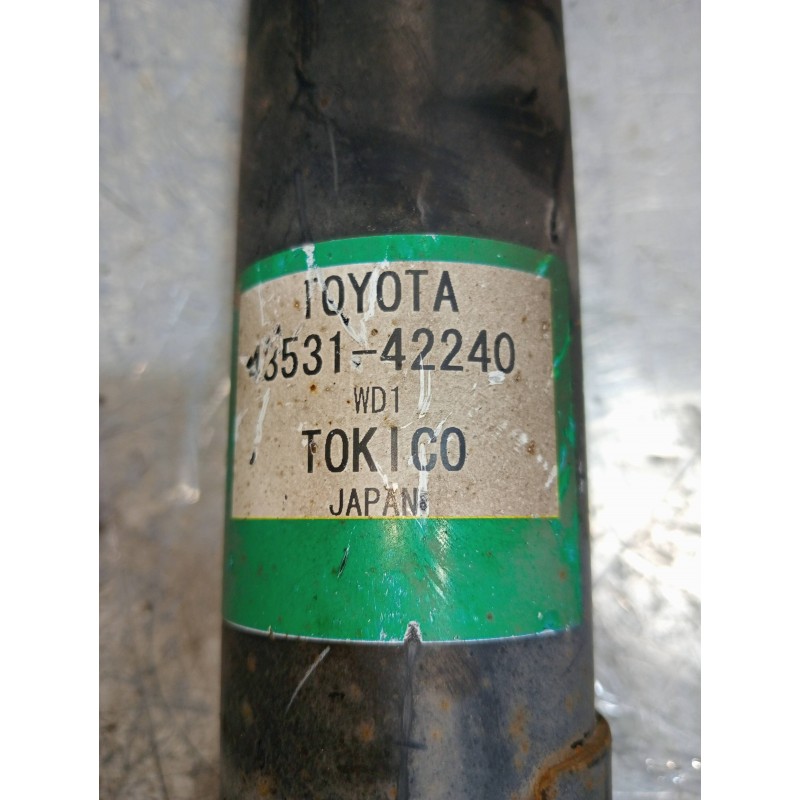 TOYOTA
48531-42240
WD1
TOKICO
JAPAN